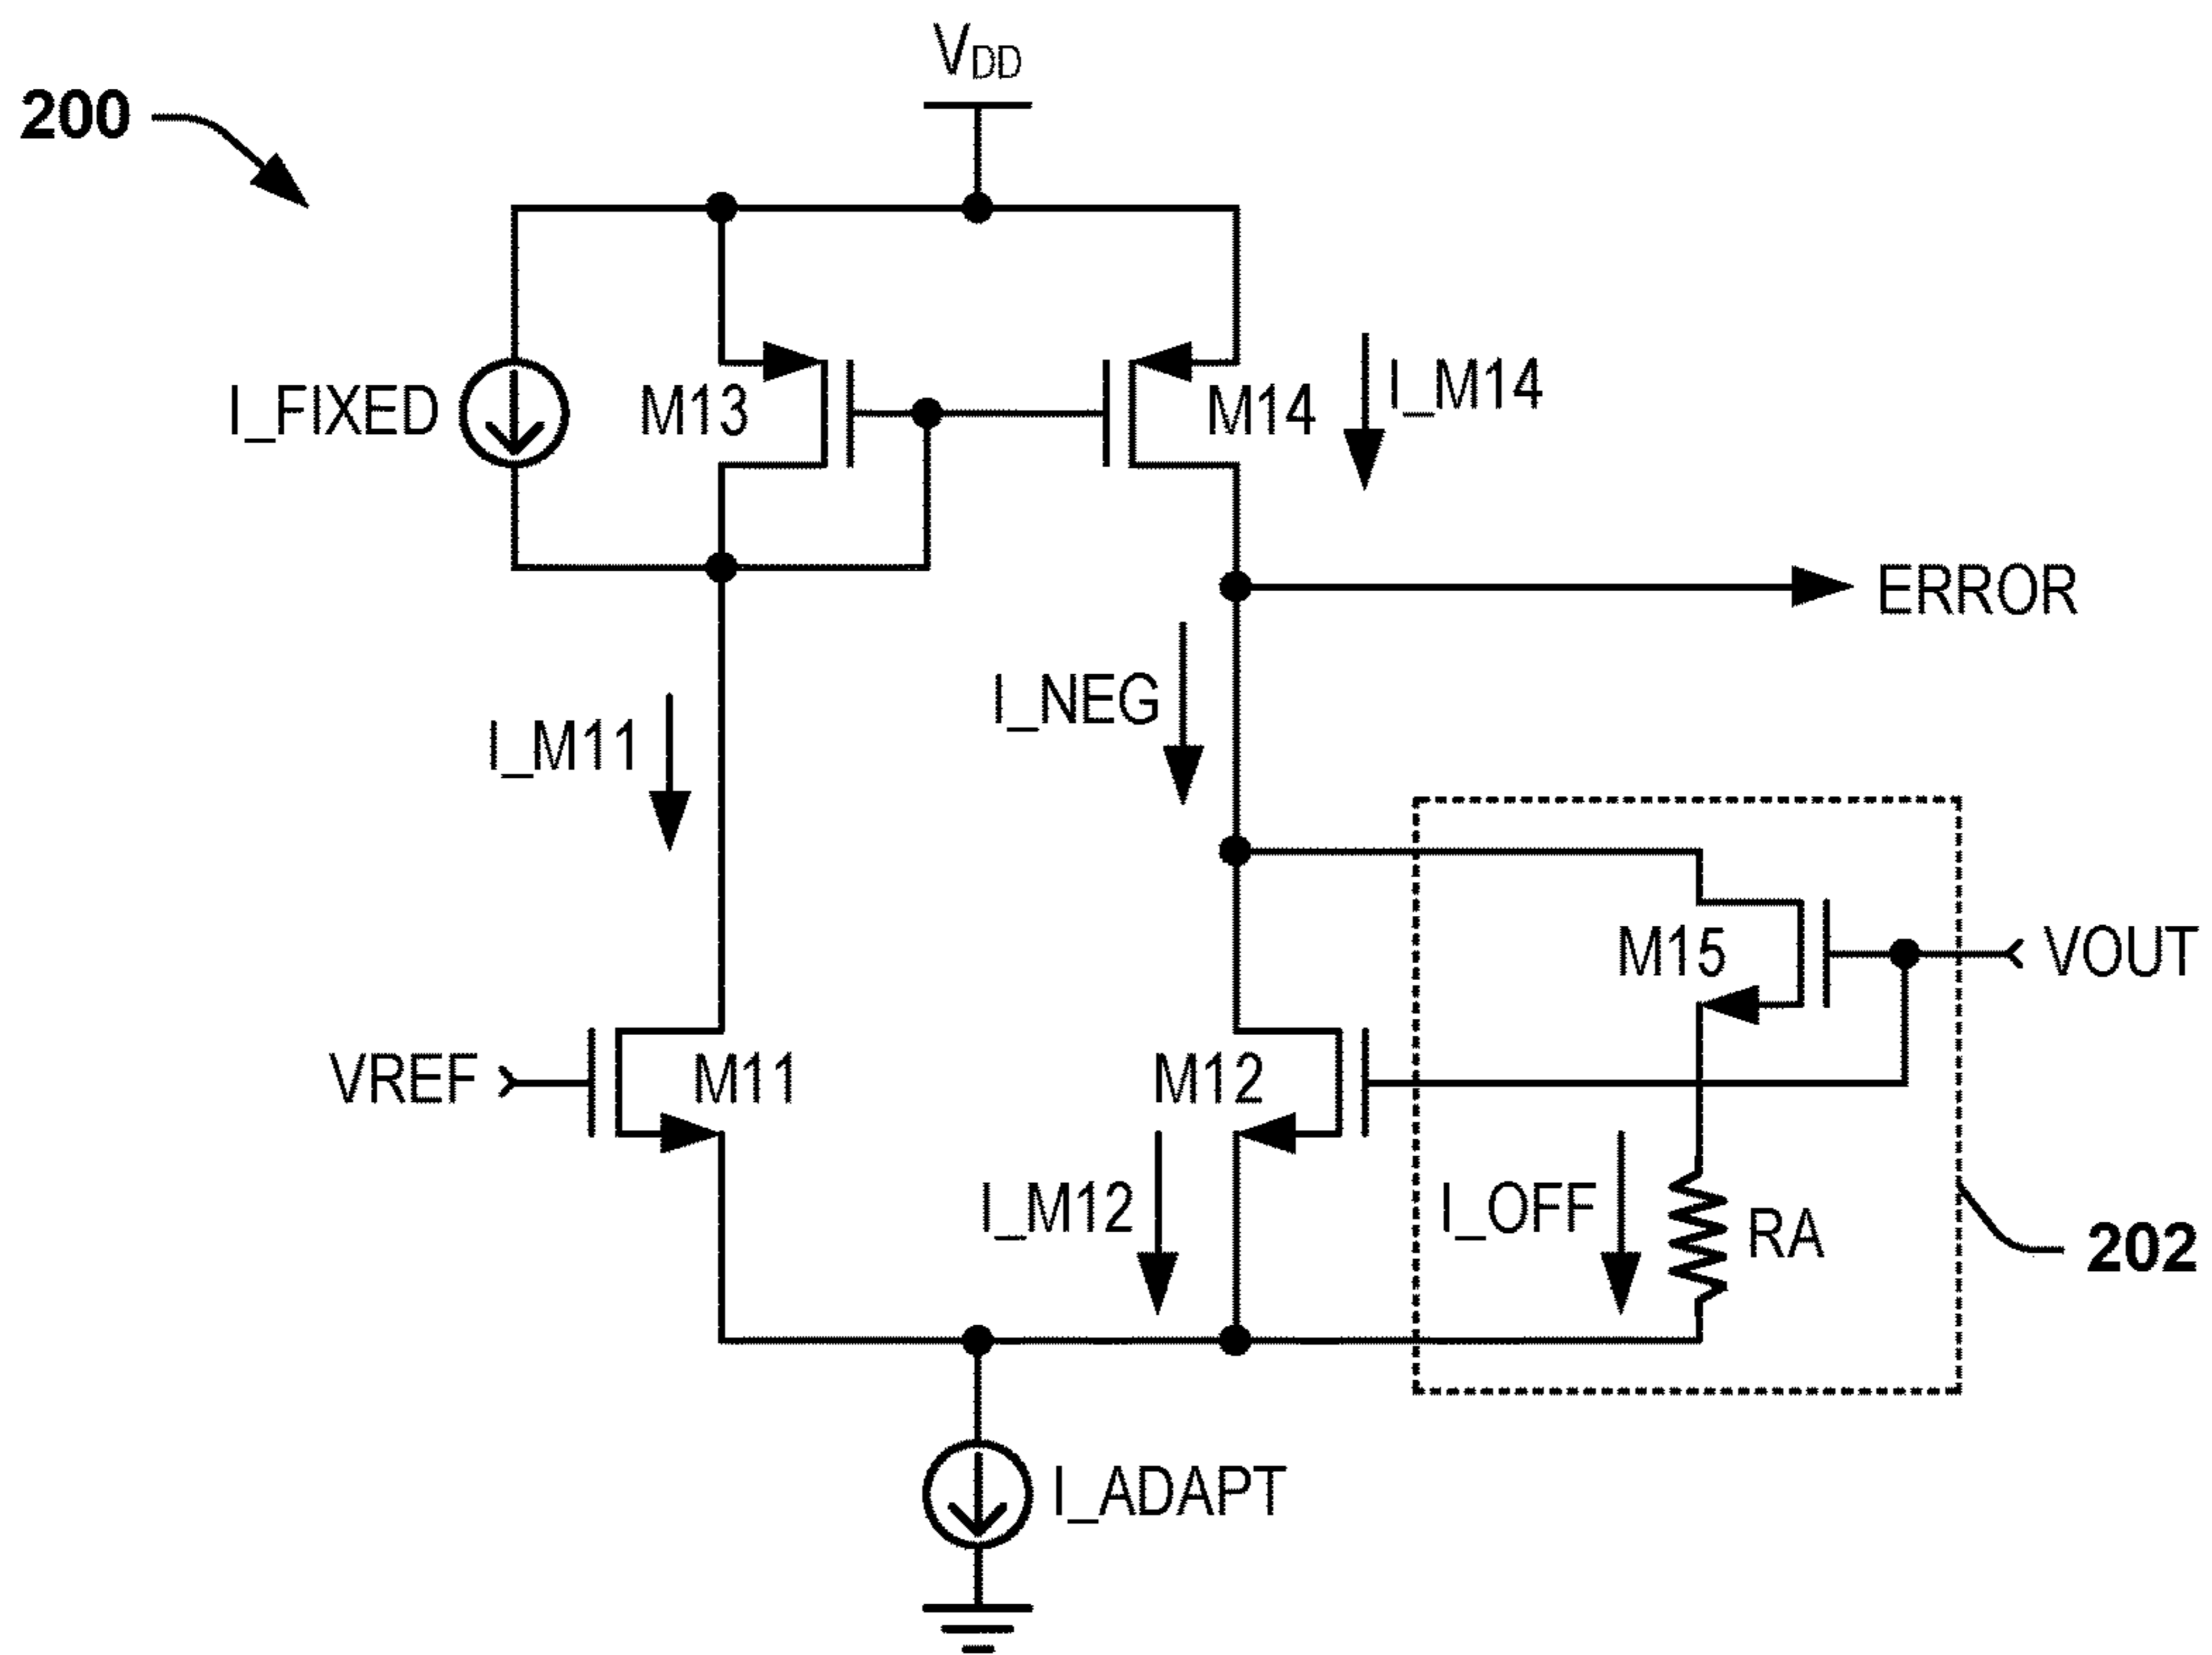 VDD
200
I_FIXED
M13
M14
I_M14
ERROR
I_NEG
I_M11
M15
VOUT
VREF
M11
M12
I_M12
I_OFF
RA
202
I_ADAPT